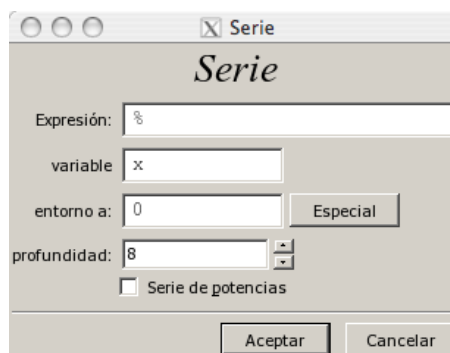 Serie
Serie
Expresión: %
variable x
entorno a: 0 Especial
profundidad: 8
Serie de potencias
Aceptar Cancelar